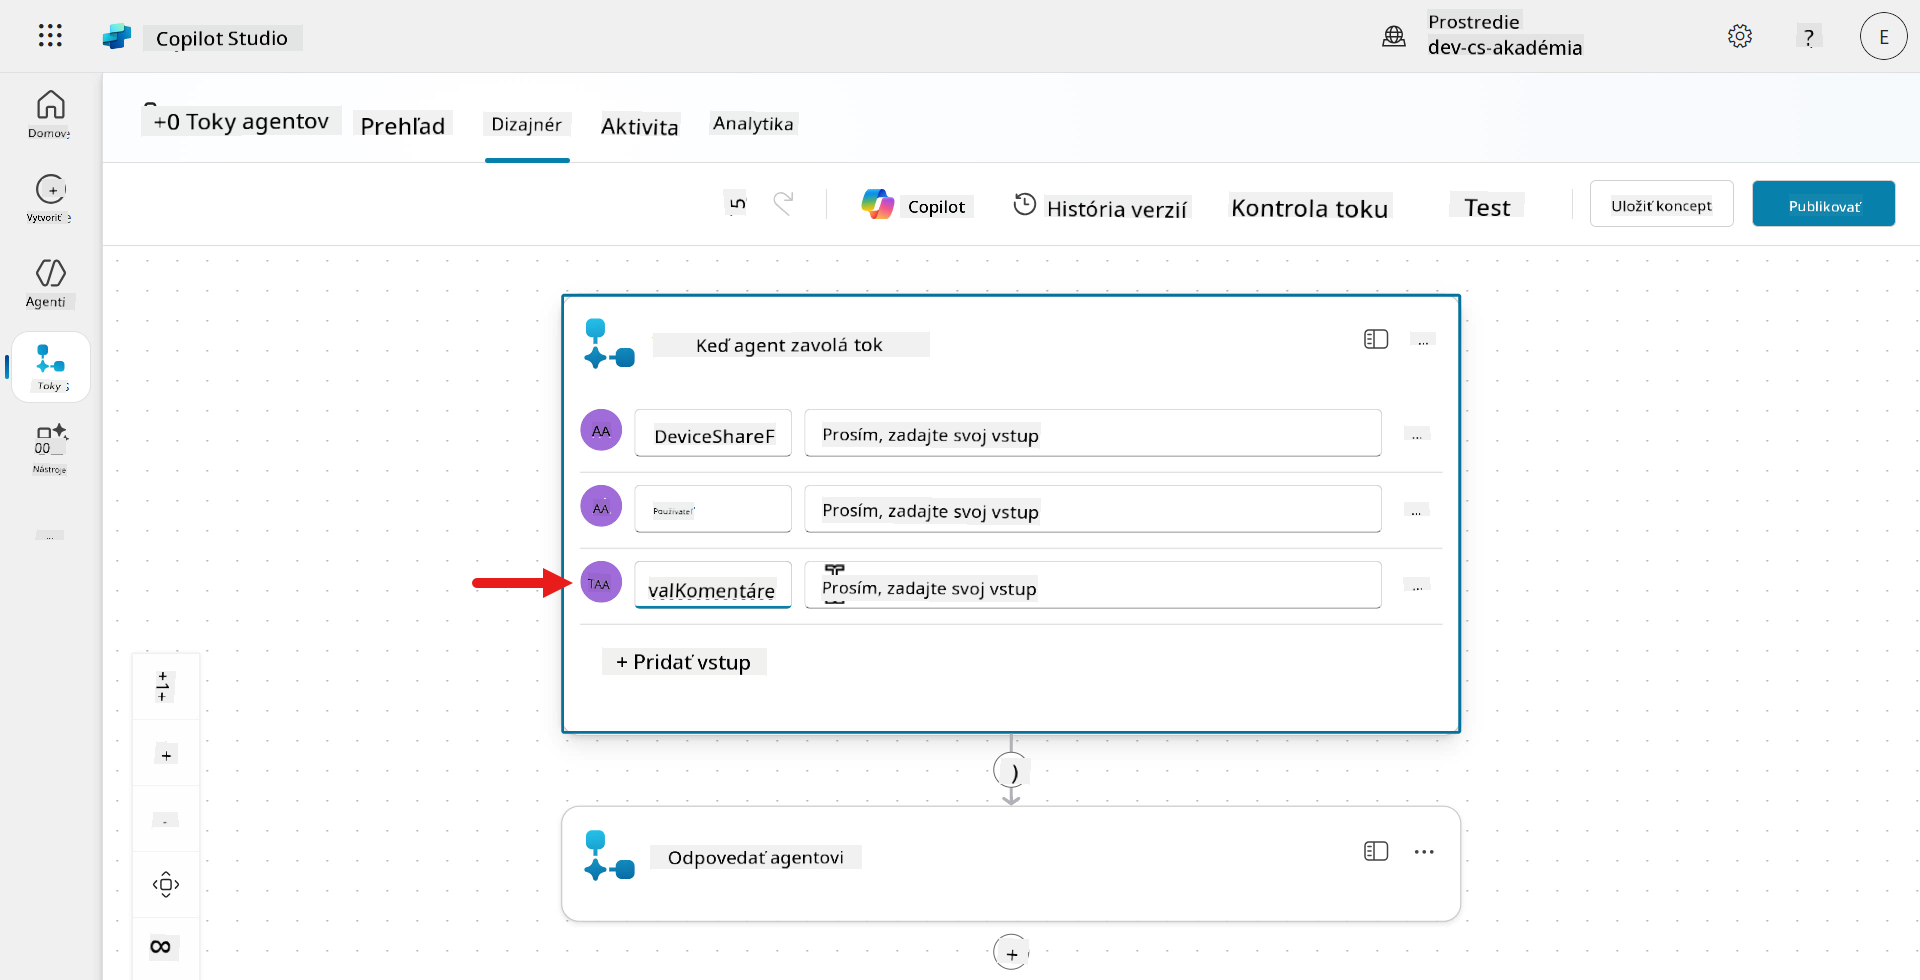 Copilot Studio
Prostredie
dev-cs-akadémia
?
E
Domov
+0 Toky agentov
Prehľad
Dizajnér
Aktivita
Analytika
Vytvoriť
Copilot
História verzií
Kontrola toku
Test
Uložiť koncept
Publikovať
Agenti
Toky
Nástroje
...
Keď agent zavolá tok
...
AA
DeviceShareF
Prosím, zadajte svoj vstup
...
AA
Používateľ
Prosím, zadajte svoj vstup
...
TAA
valKomentáre
Prosím, zadajte svoj vstup
...
+ Pridať vstup
Odpovedať agentovi
...